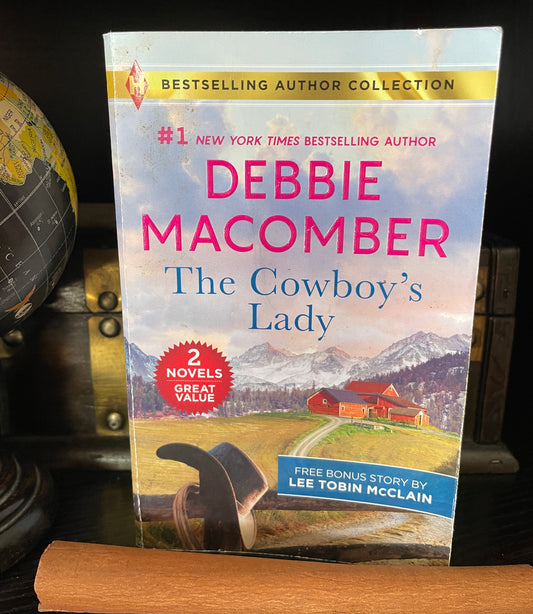 BESTSELLING AUTHOR COLLECTION
#1 NEW YORK TIMES BESTSELLING AUTHOR
DEBBIE
MACOMBER
The Cowboy's
Lady
2
NOVELS
GREAT
VALUE
FREE BONUS STORY BY
LEE TOBIN McCLAIN